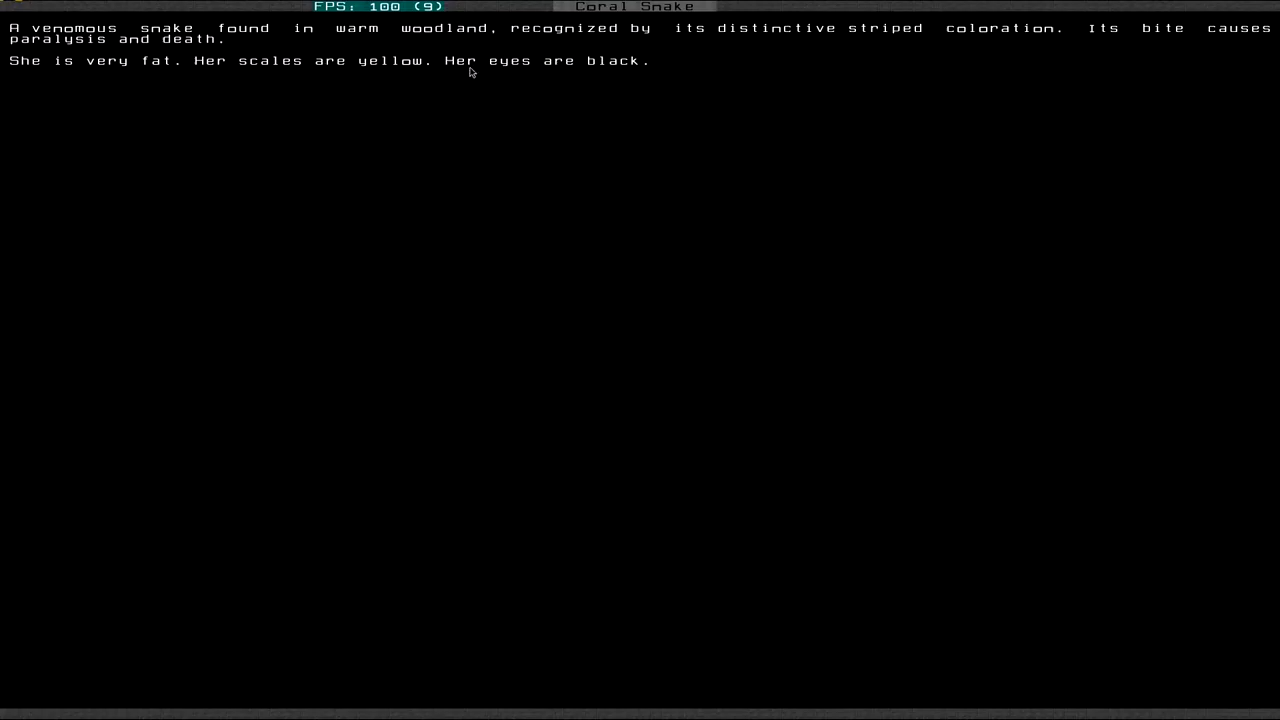 FPS: 100 (9) Coral Snake
A venomous snake found in warm woodland, recognized by its distinctive striped coloration. Its bite causes
paralysis and death.
She is very fat. Her scales are yellow. Her eyes are black.